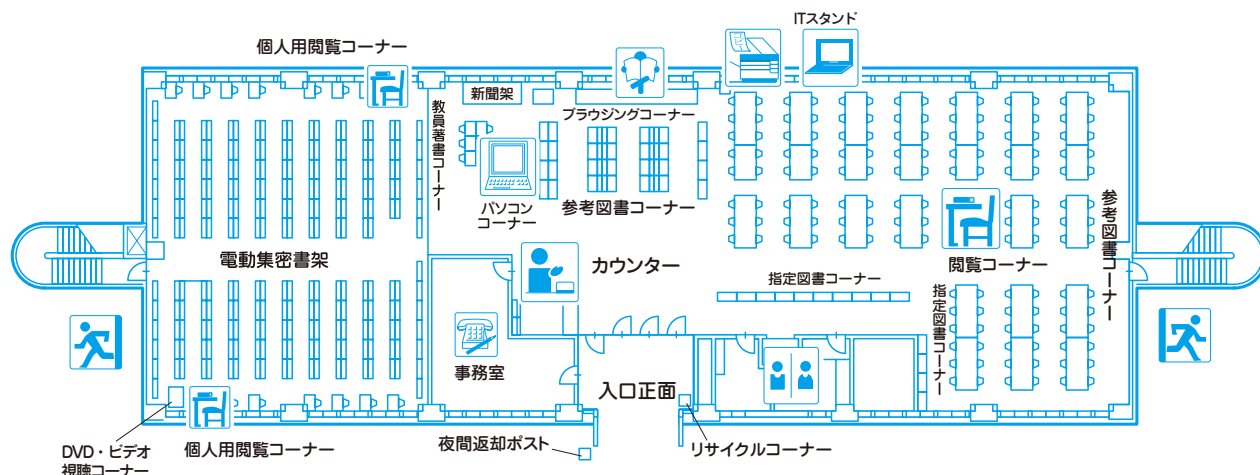 ITスタンド
個人用閲覧コーナー
新聞架
ブラウジングコーナー
教員著書コーナー
パソコン
コーナー
参考図書コーナー
参考図書コーナー
電動集密書架
カウンター
閲覧コーナー
指定図書コーナー
指定図書コーナー
事務室
入口正面
DVD・ビデオ
視聴コーナー
個人用閲覧コーナー
夜間返却ポスト
リサイクルコーナー